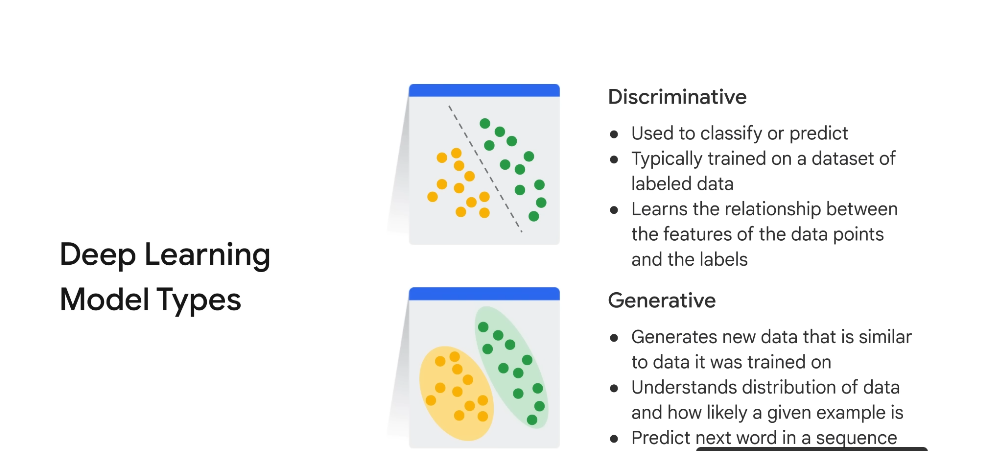 Deep Learning
Model Types
Discriminative
● Used to classify or predict
● Typically trained on a dataset of
labeled data
● Learns the relationship between
the features of the data points
and the labels
Generative
● Generates new data that is similar
to data it was trained on
● Understands distribution of data
and how likely a given example is
● Predict next word in a sequence